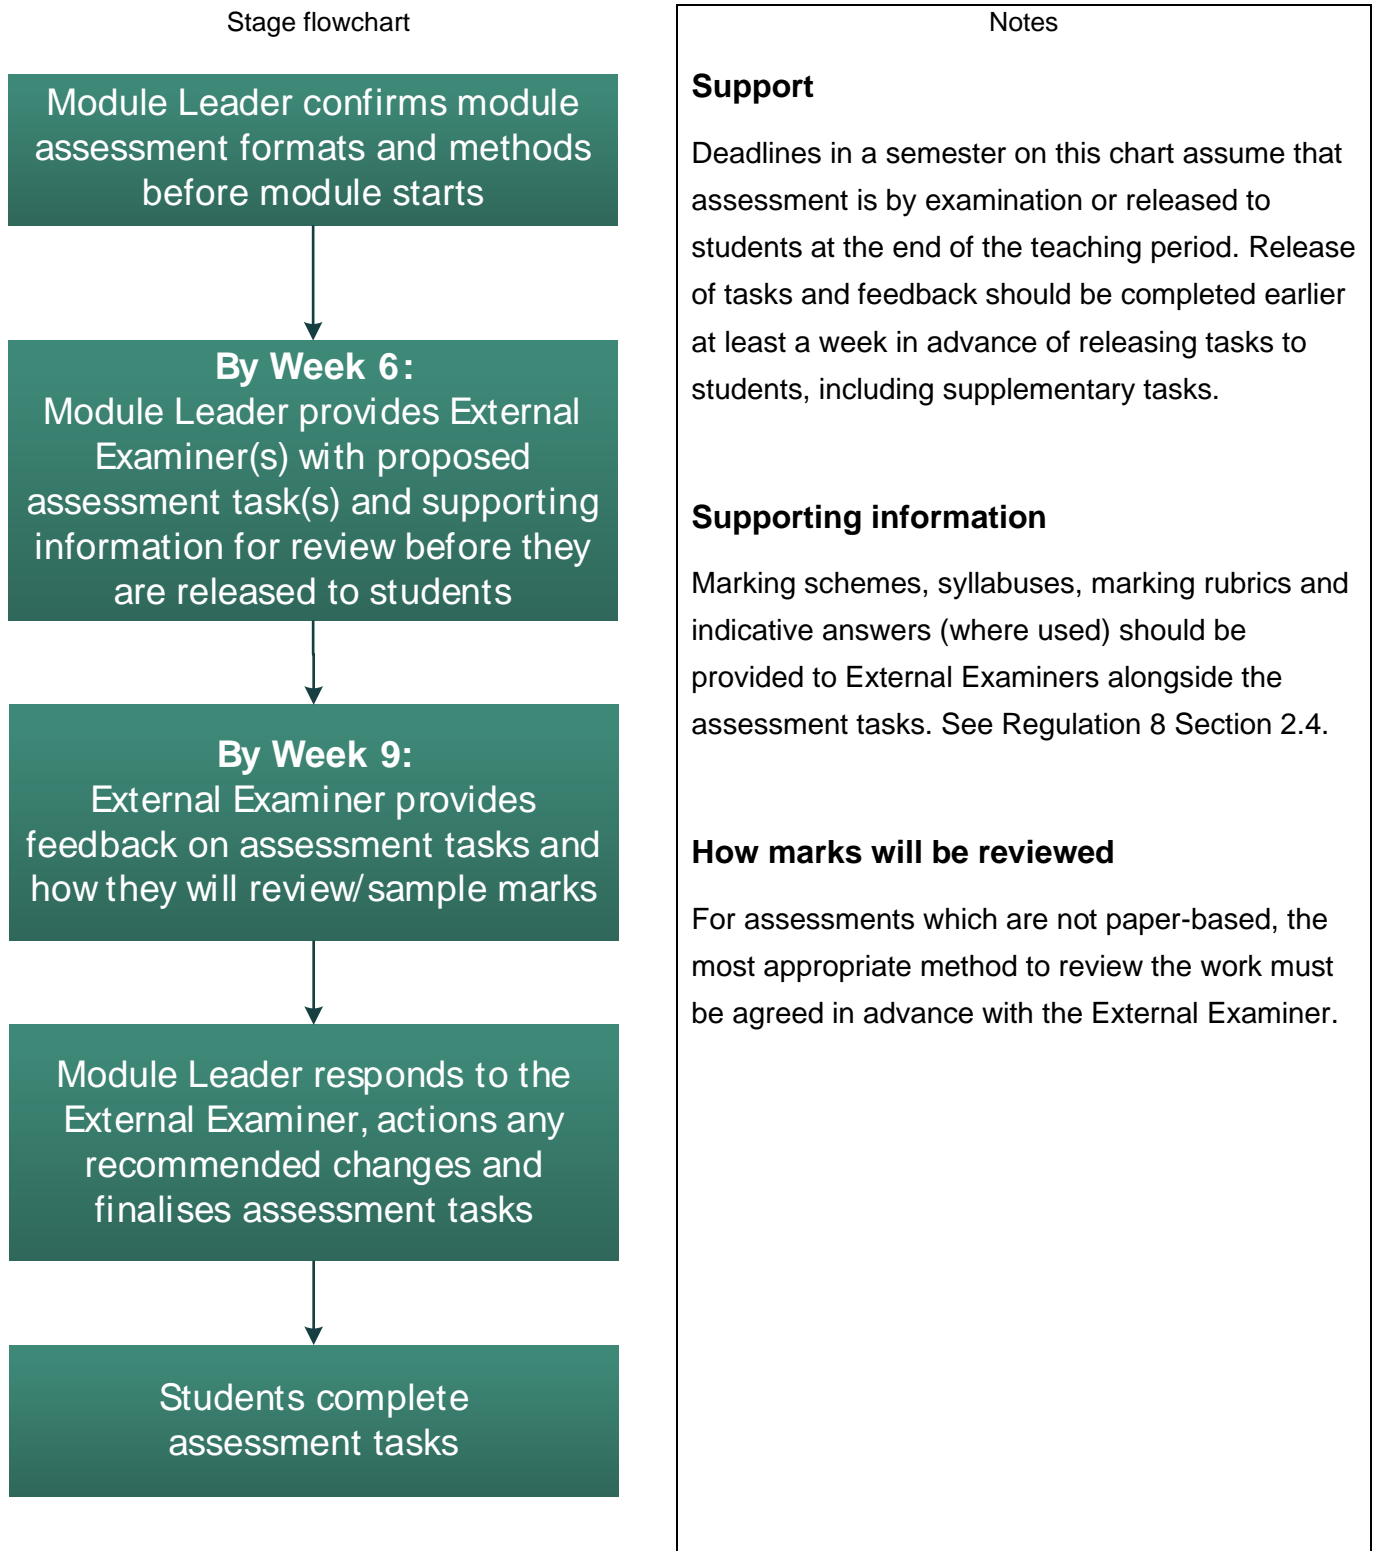 Stage flowchart
Module Leader confirms module
assessment formats and methods
before module starts
By Week 6:
Module Leader provides External
Examiner(s) with proposed
assessment task(s) and supporting
information for review before they
are released to students
By Week 9:
External Examiner provides
feedback on assessment tasks and
how they will review/sample marks
Module Leader responds to the
External Examiner, actions any
recommended changes and
finalises assessment tasks
Students complete
assessment tasks
Notes
Support
Deadlines in a semester on this chart assume that
assessment is by examination or released to
students at the end of the teaching period. Release
of tasks and feedback should be completed earlier
at least a week in advance of releasing tasks to
students, including supplementary tasks.
Supporting information
Marking schemes, syllabuses, marking rubrics and
indicative answers (where used) should be
provided to External Examiners alongside the
assessment tasks. See Regulation 8 Section 2.4.
How marks will be reviewed
For assessments which are not paper-based, the
most appropriate method to review the work must
be agreed in advance with the External Examiner.